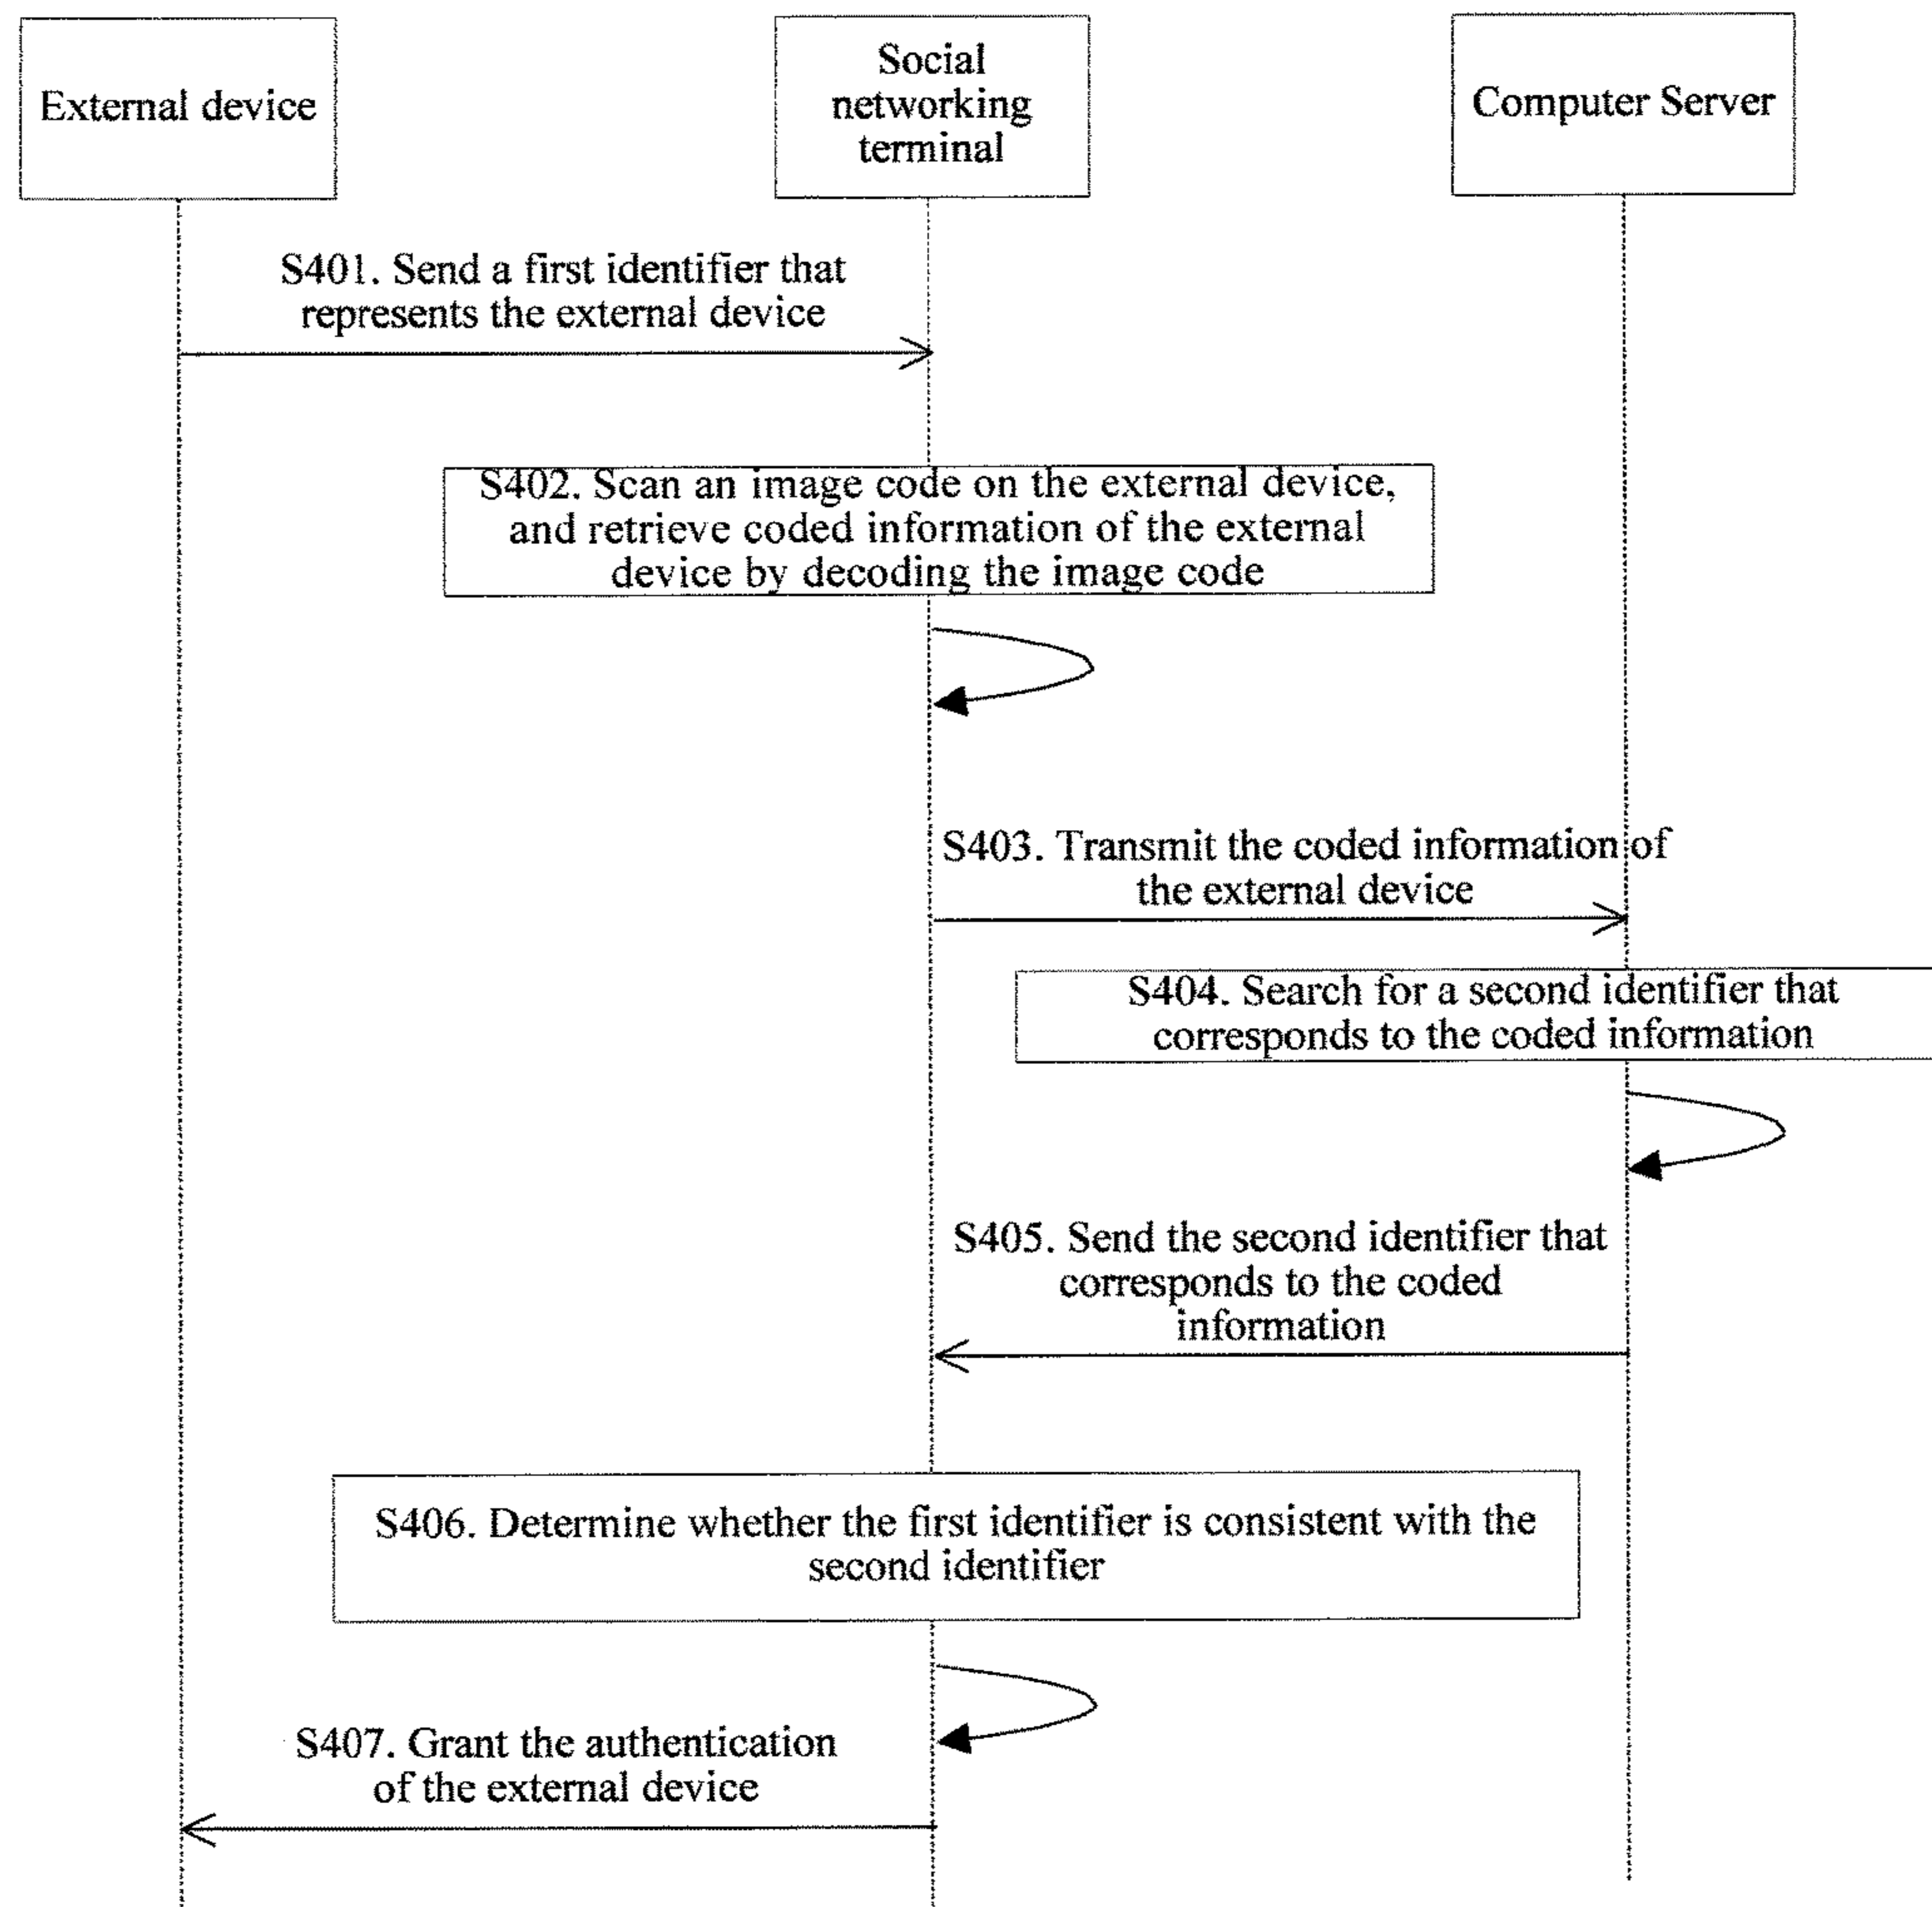 External device
Social
networking
terminal
Computer Server
S401. Send a first identifier that
represents the external device
S402. Scan an image code on the external device,
and retrieve coded information of the external
device by decoding the image code
S403. Transmit the coded information of
the external device
S404. Search for a second identifier that
corresponds to the coded information
S405. Send the second identifier that
corresponds to the coded
information
S406. Determine whether the first identifier is consistent with the
second identifier
S407. Grant the authentication
of the external device